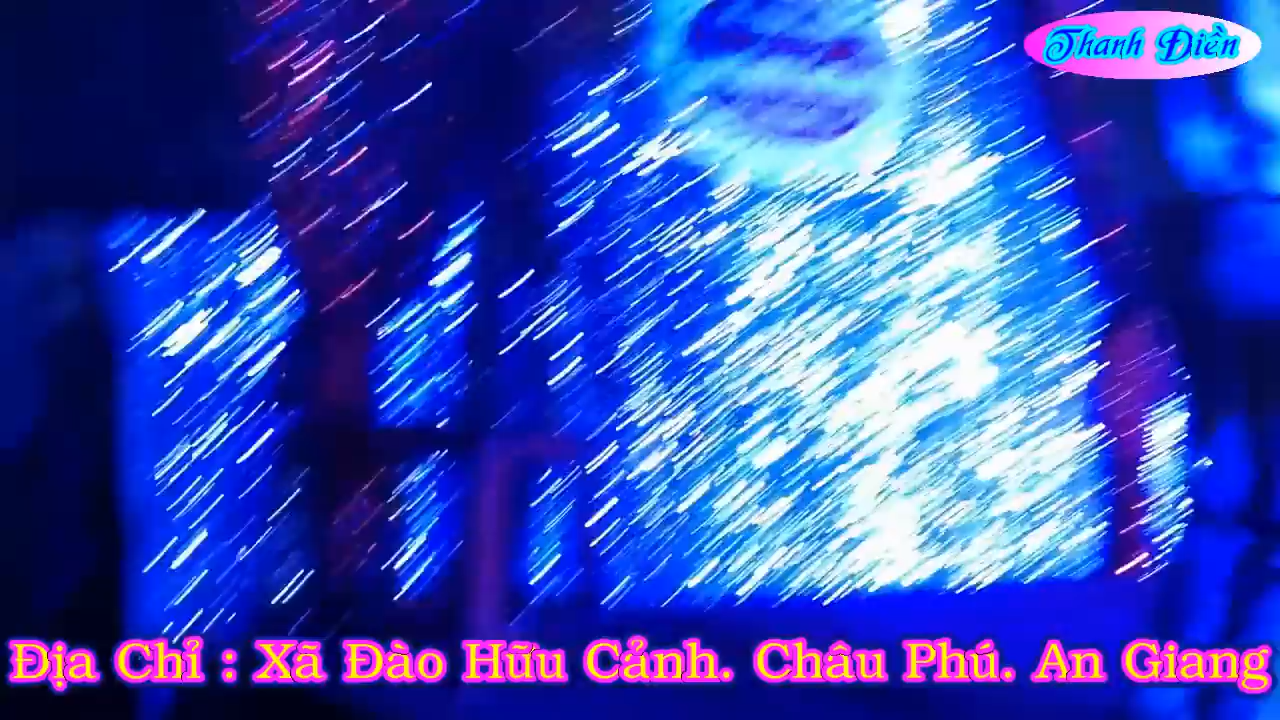 Thanh Điền
Địa Chỉ : Xã Đào Hữu Cảnh. Châu Phú. An Giang